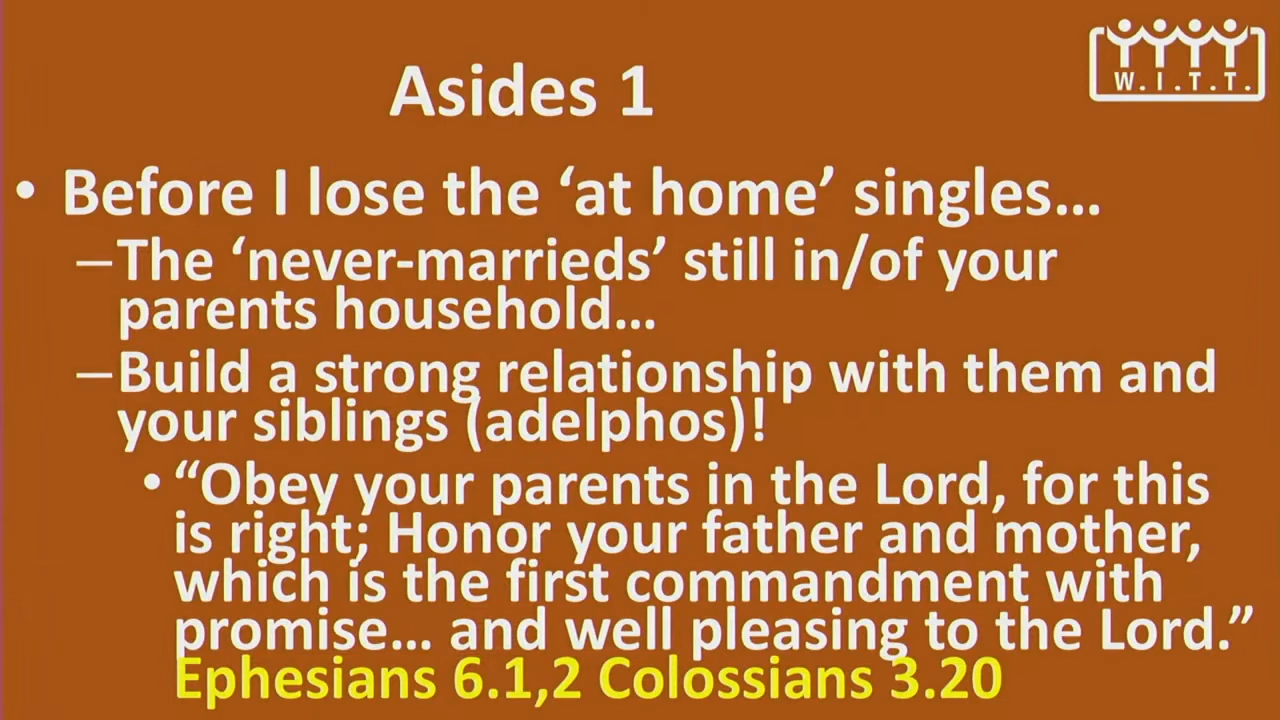 W.I.T.T.
Asides 1
• Before I lose the ‘at home’ singles…
–The ‘never-marrieds’ still in/of your
parents household…
–Build a strong relationship with them and
your siblings (adelphos)!
• “Obey your parents in the Lord, for this
is right; Honor your father and mother,
which is the first commandment with
promise… and well pleasing to the Lord.”
Ephesians 6.1,2 Colossians 3.20